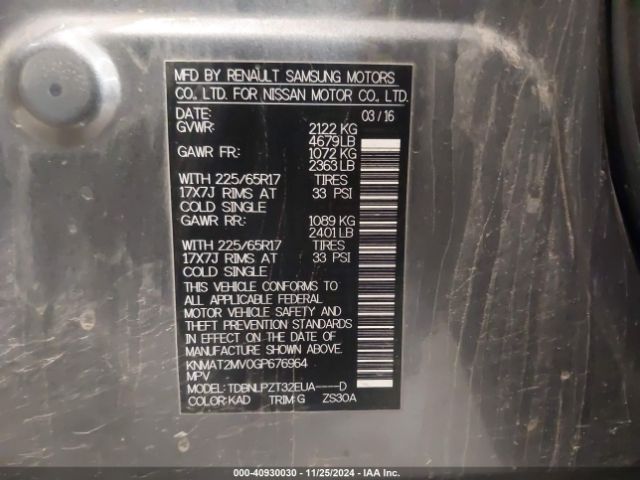 MFD BY RENAULT SAMSUNG MOTORS
CO., LTD. FOR NISSAN MOTOR CO., LTD.
DATE: 03/16
GVWR: 2122 KG
4679LB
GAWR FR: 1072 KG
2363LB
WITH 225/65R17 TIRES
17X7J RIMS AT 33 PSI
COLD SINGLE
GAWR RR: 1089 KG
2401LB
WITH 225/65R17 TIRES
17X7J RIMS AT 33 PSI
COLD SINGLE
THIS VEHICLE CONFORMS TO
ALL APPLICABLE FEDERAL
MOTOR VEHICLE SAFETY AND
THEFT PREVENTION STANDARDS
IN EFFECT ON THE DATE OF
MANUFACTURE SHOWN ABOVE.
KNMAT2MV0GP676964
MPV
MODEL: TDBNLPZT32EUA----D
COLOR:KAD TRIM:G ZS30A
000-40930030 - 11/25/2024 - IAA Inc.